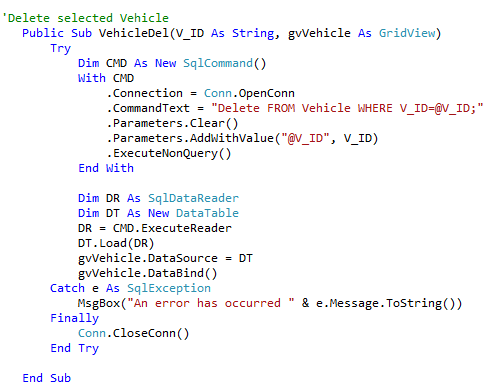 'Delete selected Vehicle
Public Sub VehicleDel(V_ID As String, gvVehicle As GridView)
Try
Dim CMD As New SqlCommand()
With CMD
.Connection = Conn.OpenConn
.CommandText = "Delete FROM Vehicle WHERE V_ID=@V_ID;"
.Parameters.Clear()
.Parameters.AddWithValue("@V_ID", V_ID)
.ExecuteNonQuery()
End With
Dim DR As SqlDataReader
Dim DT As New DataTable
DR = CMD.ExecuteReader
DT.Load(DR)
gvVehicle.DataSource = DT
gvVehicle.DataBind()
Catch e As SqlException
MsgBox("An error has occurred " & e.Message.ToString())
Finally
Conn.CloseConn()
End Try
End Sub